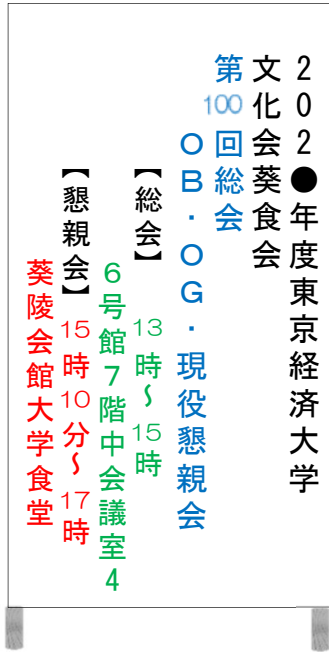 202●年度東京経済大学
文化会葵食会
第100回総会
OB・OG・現役懇親会
【総会】13時~15時
6号館7階中会議室4
【懇親会】15時10分~17時
葵陵会館大学食堂